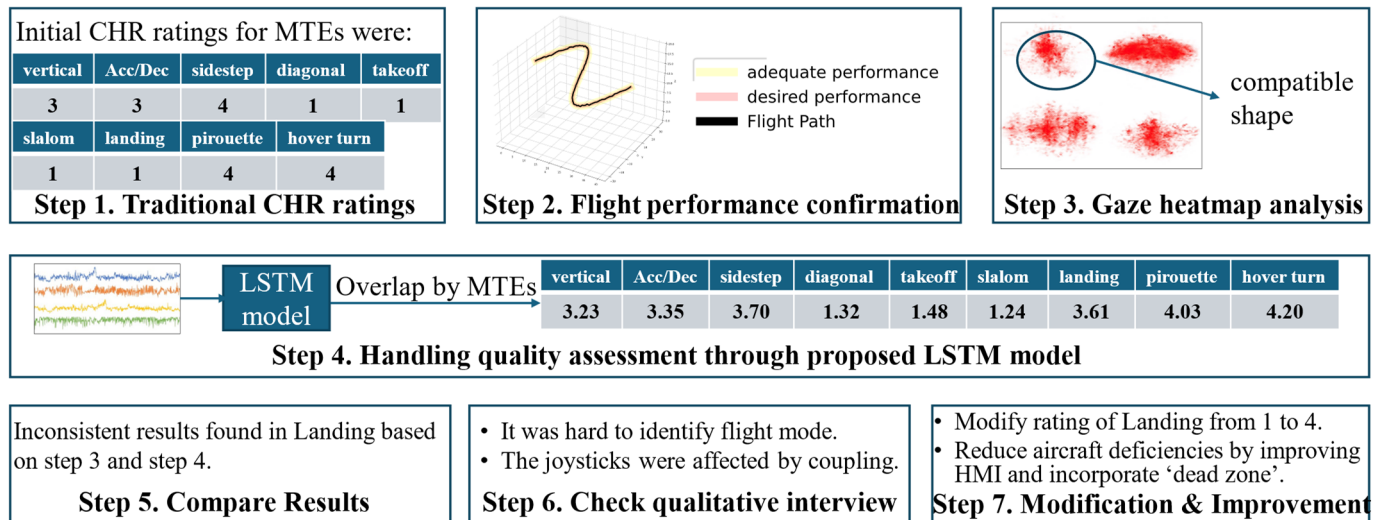 Initial CHR ratings for MTEs were:
vertical Acc/Dec sidestep diagonal takeoff
3 3 4 1 1
slalom landing pirouette hover turn
1 1 4 4
Step 1. Traditional CHR ratings
adequate performance
desired performance
Flight Path
Step 2. Flight performance confirmation
compatible
shape
Step 3. Gaze heatmap analysis
LSTM
model
Overlap by MTEs
vertical Acc/Dec sidestep diagonal takeoff slalom landing pirouette hover turn
3.23 3.35 3.70 1.32 1.48 1.24 3.61 4.03 4.20
Step 4. Handling quality assessment through proposed LSTM model
Inconsistent results found in Landing based
on step 3 and step 4.
Step 5. Compare Results
• It was hard to identify flight mode.
• The joysticks were affected by coupling.
Step 6. Check qualitative interview
• Modify rating of Landing from 1 to 4.
• Reduce aircraft deficiencies by improving
HMI and incorporate ‘dead zone’.
Step 7. Modification & Improvement